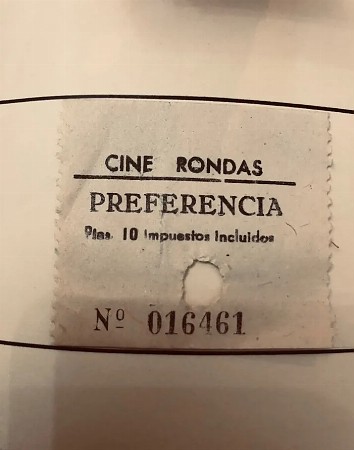 CINE RONDAS
PREFERENCIA
Ptas. 10 Impuestos Incluidos
Nº 016461